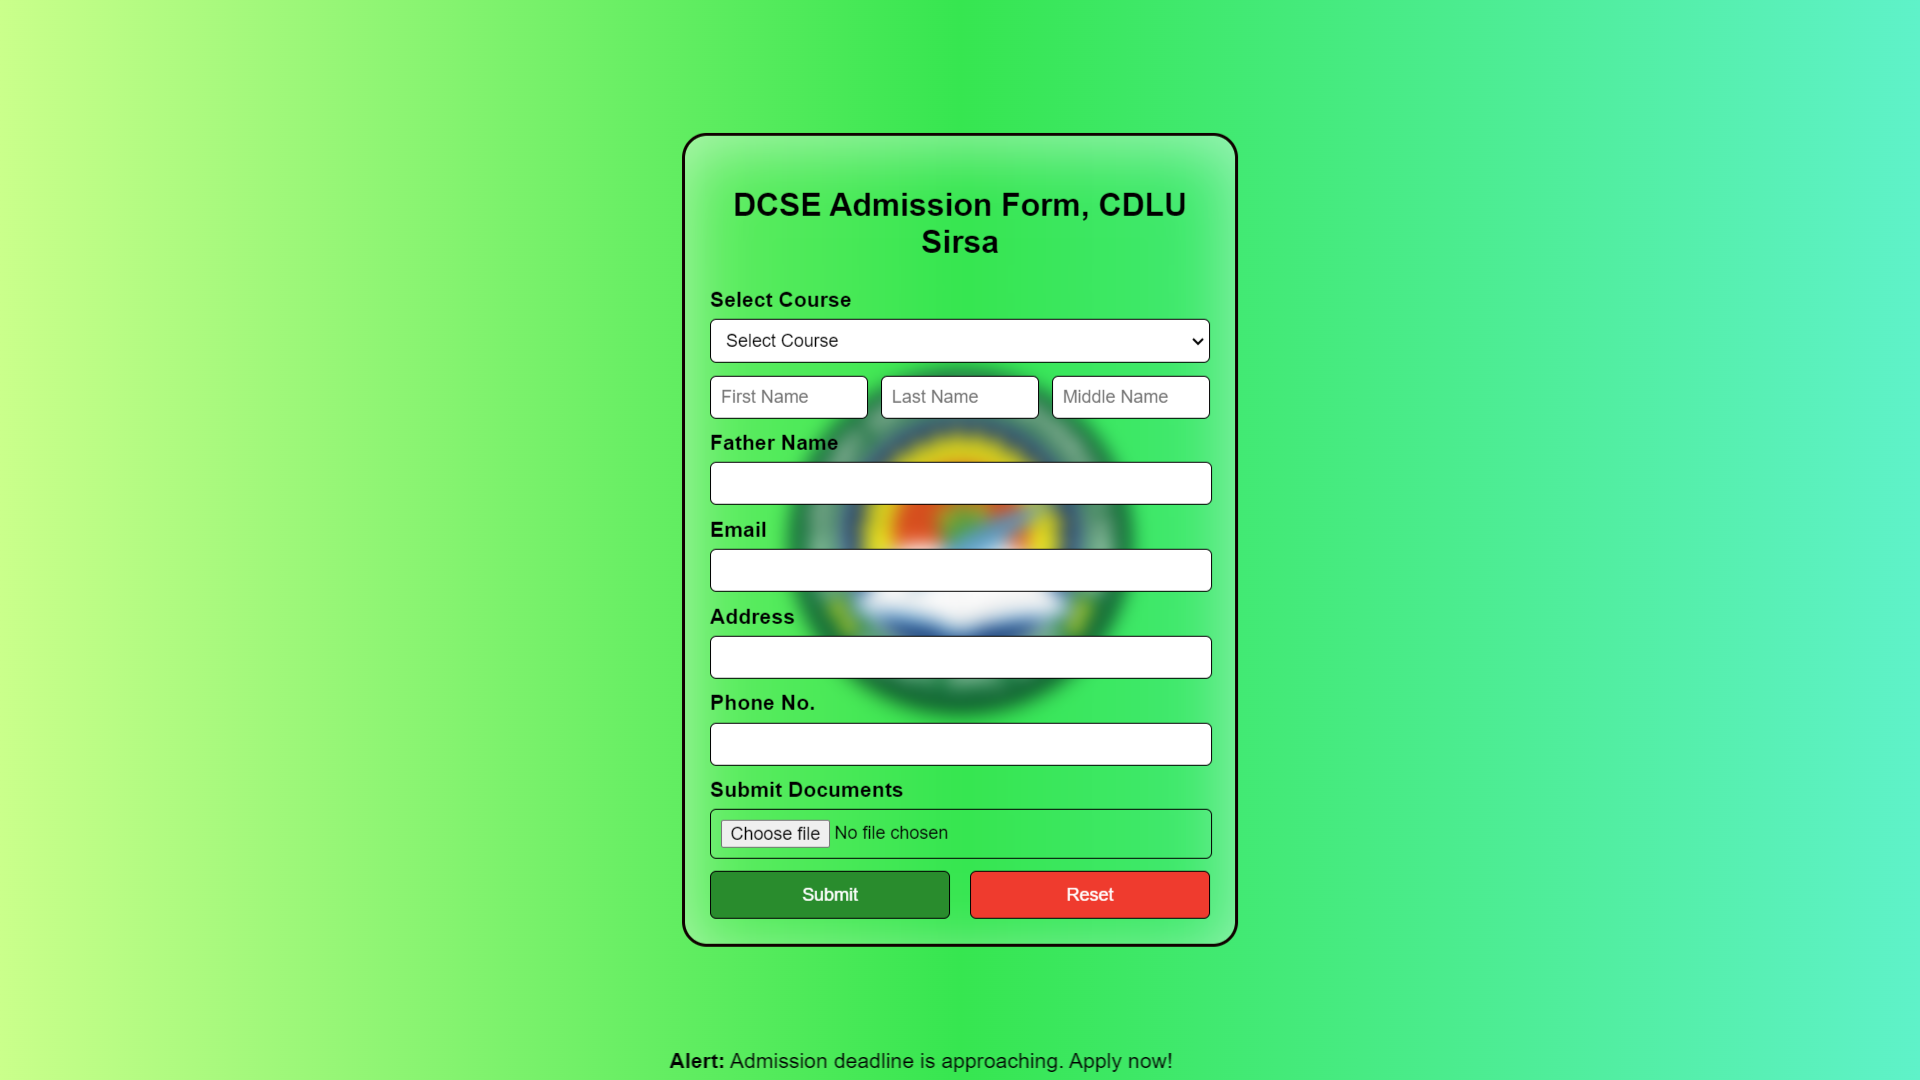 DCSE Admission Form, CDLU
Sirsa
Select Course
Select Course
First Name Last Name Middle Name
Father Name
Email
Address
Phone No.
Submit Documents
Choose file No file chosen
Submit Reset
Alert: Admission deadline is approaching. Apply now!